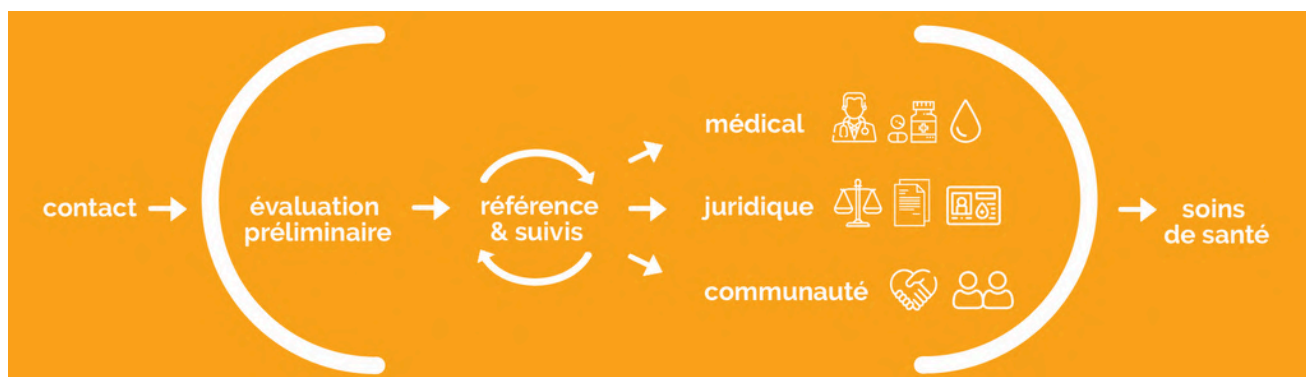 contact
évaluation
préliminaire
référence
& suivis
médical
juridique
communauté
soins
de santé